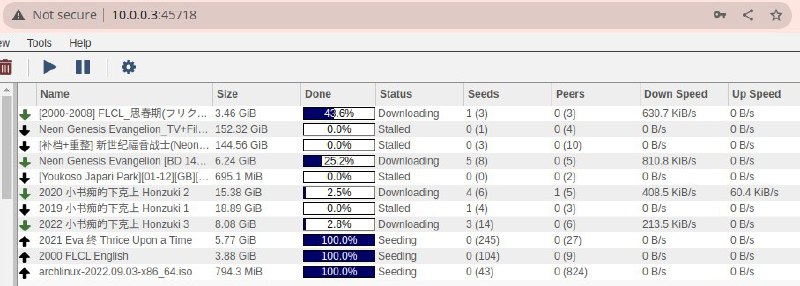 Not secure 10.0.0.3:45718
ew Tools Help
Name Size Done Status Seeds Peers Down Speed Up Speed
[2000-2008] FLCL_思春期(フリク... 3.46 GiB 43.6% Downloading 1 (3) 0 (3) 630.7 KiB/s 0 B/s
Neon Genesis Evangelion_TV+Fil... 152.32 GiB 0.0% Stalled 0 (1) 0 (4) 0 B/s 0 B/s
[补档+重整] 新世纪福音战士(Neon... 144.56 GiB 0.0% Stalled 0 (3) 0 (10) 0 B/s 0 B/s
Neon Genesis Evangelion [BD 14... 6.24 GiB 25.2% Downloading 5 (8) 0 (5) 810.8 KiB/s 0 B/s
[Youkoso Japari Park][01-12][GB][... 695.1 MiB 0.0% Stalled 0 (0) 0 (2) 0 B/s 0 B/s
2020 小书痴的下克上 Honzuki 2 15.38 GiB 2.5% Downloading 4 (6) 1 (5) 408.5 KiB/s 60.4 KiB/s
2019 小书痴的下克上 Honzuki 1 18.89 GiB 0.0% Stalled 1 (4) 0 (3) 0 B/s 0 B/s
2022 小书痴的下克上 Honzuki 3 8.08 GiB 2.8% Downloading 3 (14) 0 (6) 213.5 KiB/s 0 B/s
2021 Eva 终 Thrice Upon a Time 5.77 GiB 100.0% Seeding 0 (245) 0 (27) 0 B/s 0 B/s
2000 FLCL English 3.88 GiB 100.0% Seeding 0 (104) 0 (9) 0 B/s 0 B/s
archlinux-2022.09.03-x86_64.iso 794.3 MiB 100.0% Seeding 0 (43) 0 (824) 0 B/s 0 B/s